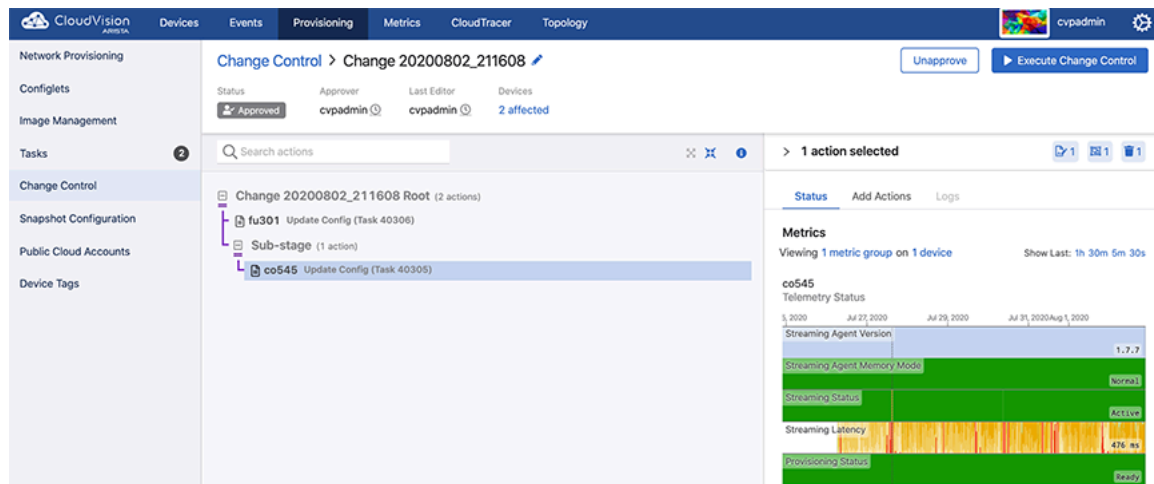 CloudVision
ARISTA
Devices
Events
Provisioning
Metrics
CloudTracer
Topology
cvpadmin
Network Provisioning
Configlets
Image Management
Tasks
2
Change Control
Snapshot Configuration
Public Cloud Accounts
Device Tags
Change Control > Change 20200802_211608
Unapprove
Execute Change Control
Status
Approver
Last Editor
Devices
Approved
cvpadmin
cvpadmin
2 affected
Search actions
Change 20200802_211608 Root (2 actions)
fu301 Update Config (Task 40306)
Sub-stage (1 action)
co545 Update Config (Task 40305)
> 1 action selected
1
1
1
Status
Add Actions
Logs
Metrics
Viewing 1 metric group on 1 device
Show Last: 1h 30m 5m 30s
co545
Telemetry Status
5, 2020
Jul 27, 2020
Jul 29, 2020
Jul 31, 2020
Aug 1, 2020
Streaming Agent Version
1.7.7
Streaming Agent Memory Mode
Normal
Streaming Status
Active
Streaming Latency
476 ms
Provisioning Status
Ready